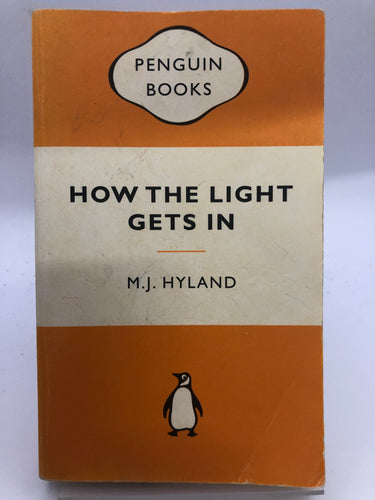 PENGUIN
BOOKS
HOW THE LIGHT
GETS IN
M.J. HYLAND